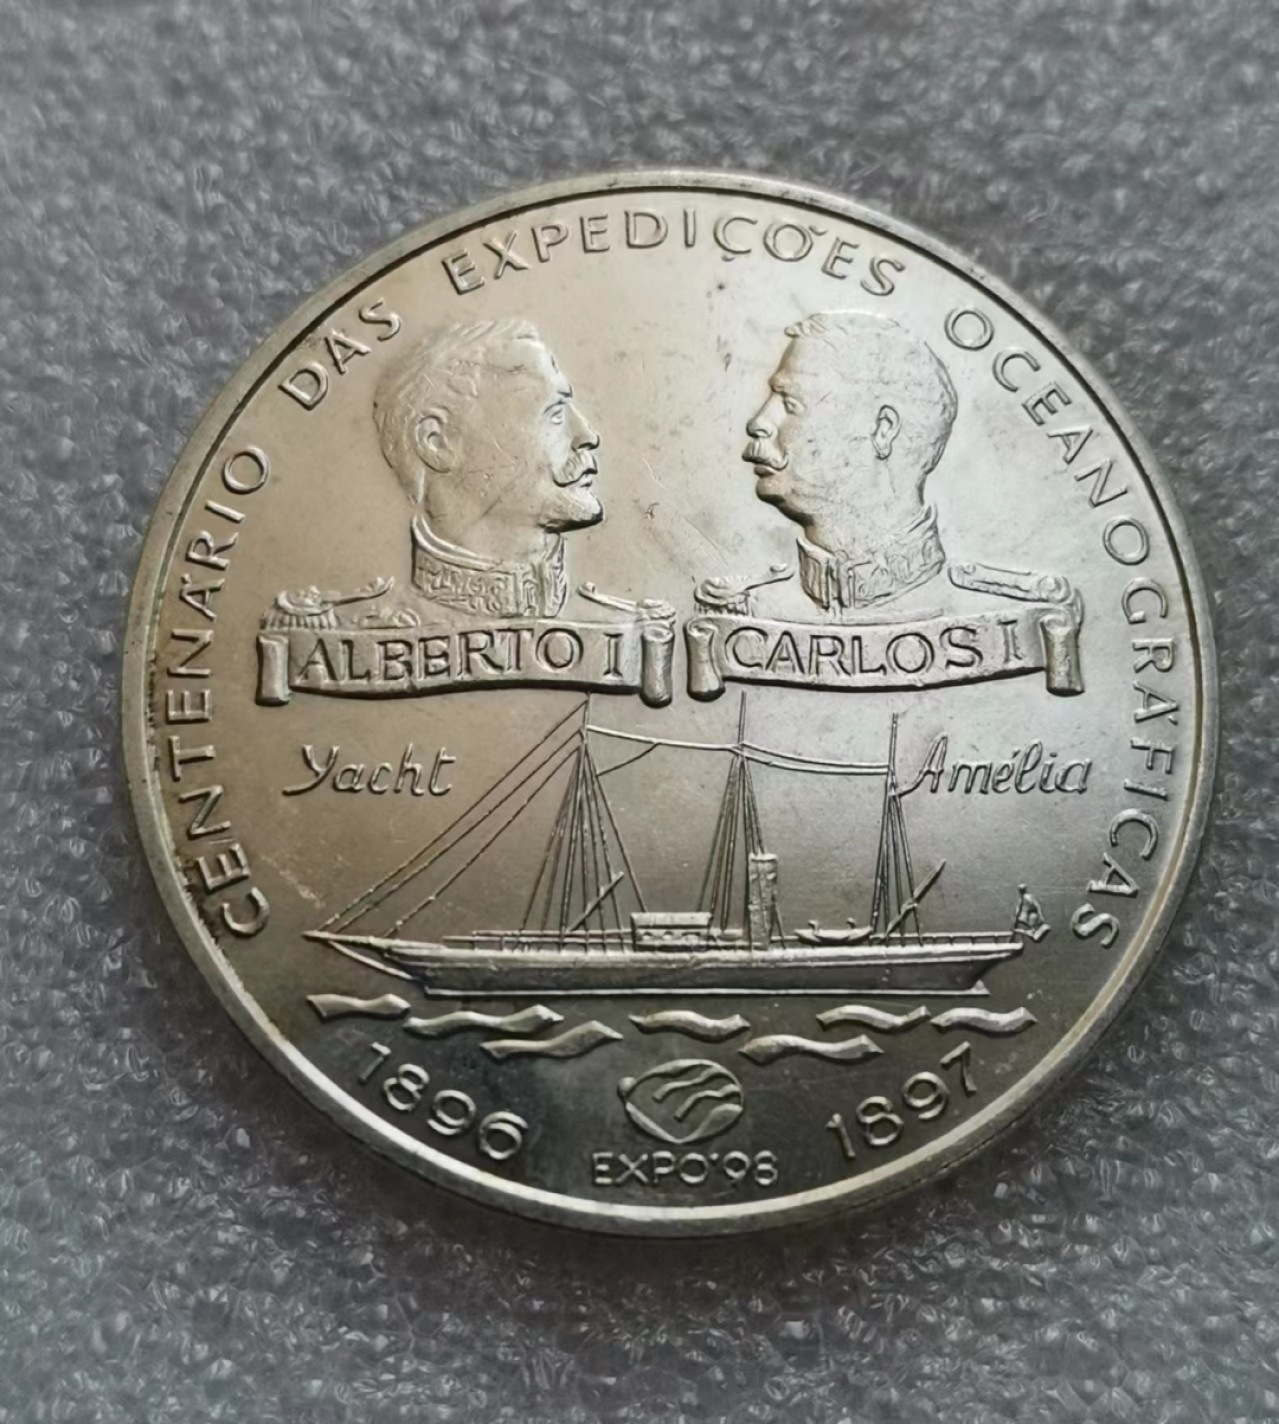 CENTENÁRIO DAS EXPEDIÇÕES OCEANOGRÁFICAS
ALBERTO I
CARLOS I
Yacht
Amélia
1896
1897
EXPO'98